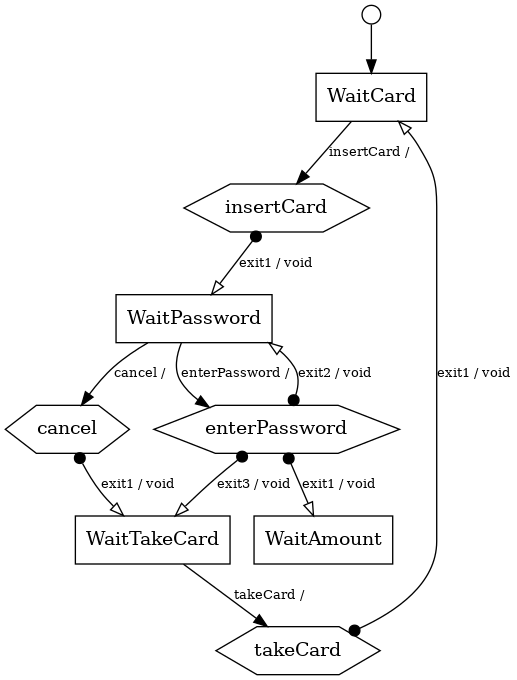 WaitCard
insertCard /
insertCard
exit1 / void
WaitPassword
cancel /
enterPassword /
exit2 / void
exit1 / void
cancel
enterPassword
exit1 / void
exit3 / void
exit1 / void
WaitTakeCard
WaitAmount
takeCard /
takeCard